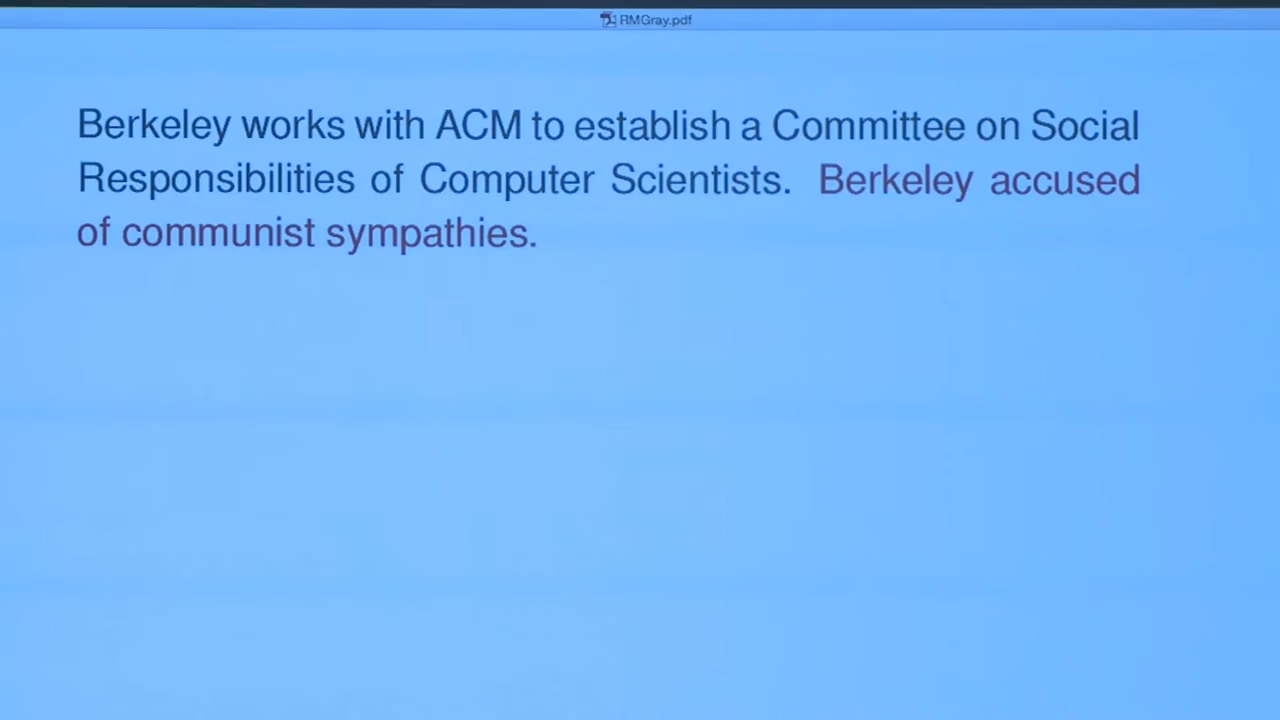 RMGray.pdf
Berkeley works with ACM to establish a Committee on Social
Responsibilities of Computer Scientists. Berkeley accused
of communist sympathies.